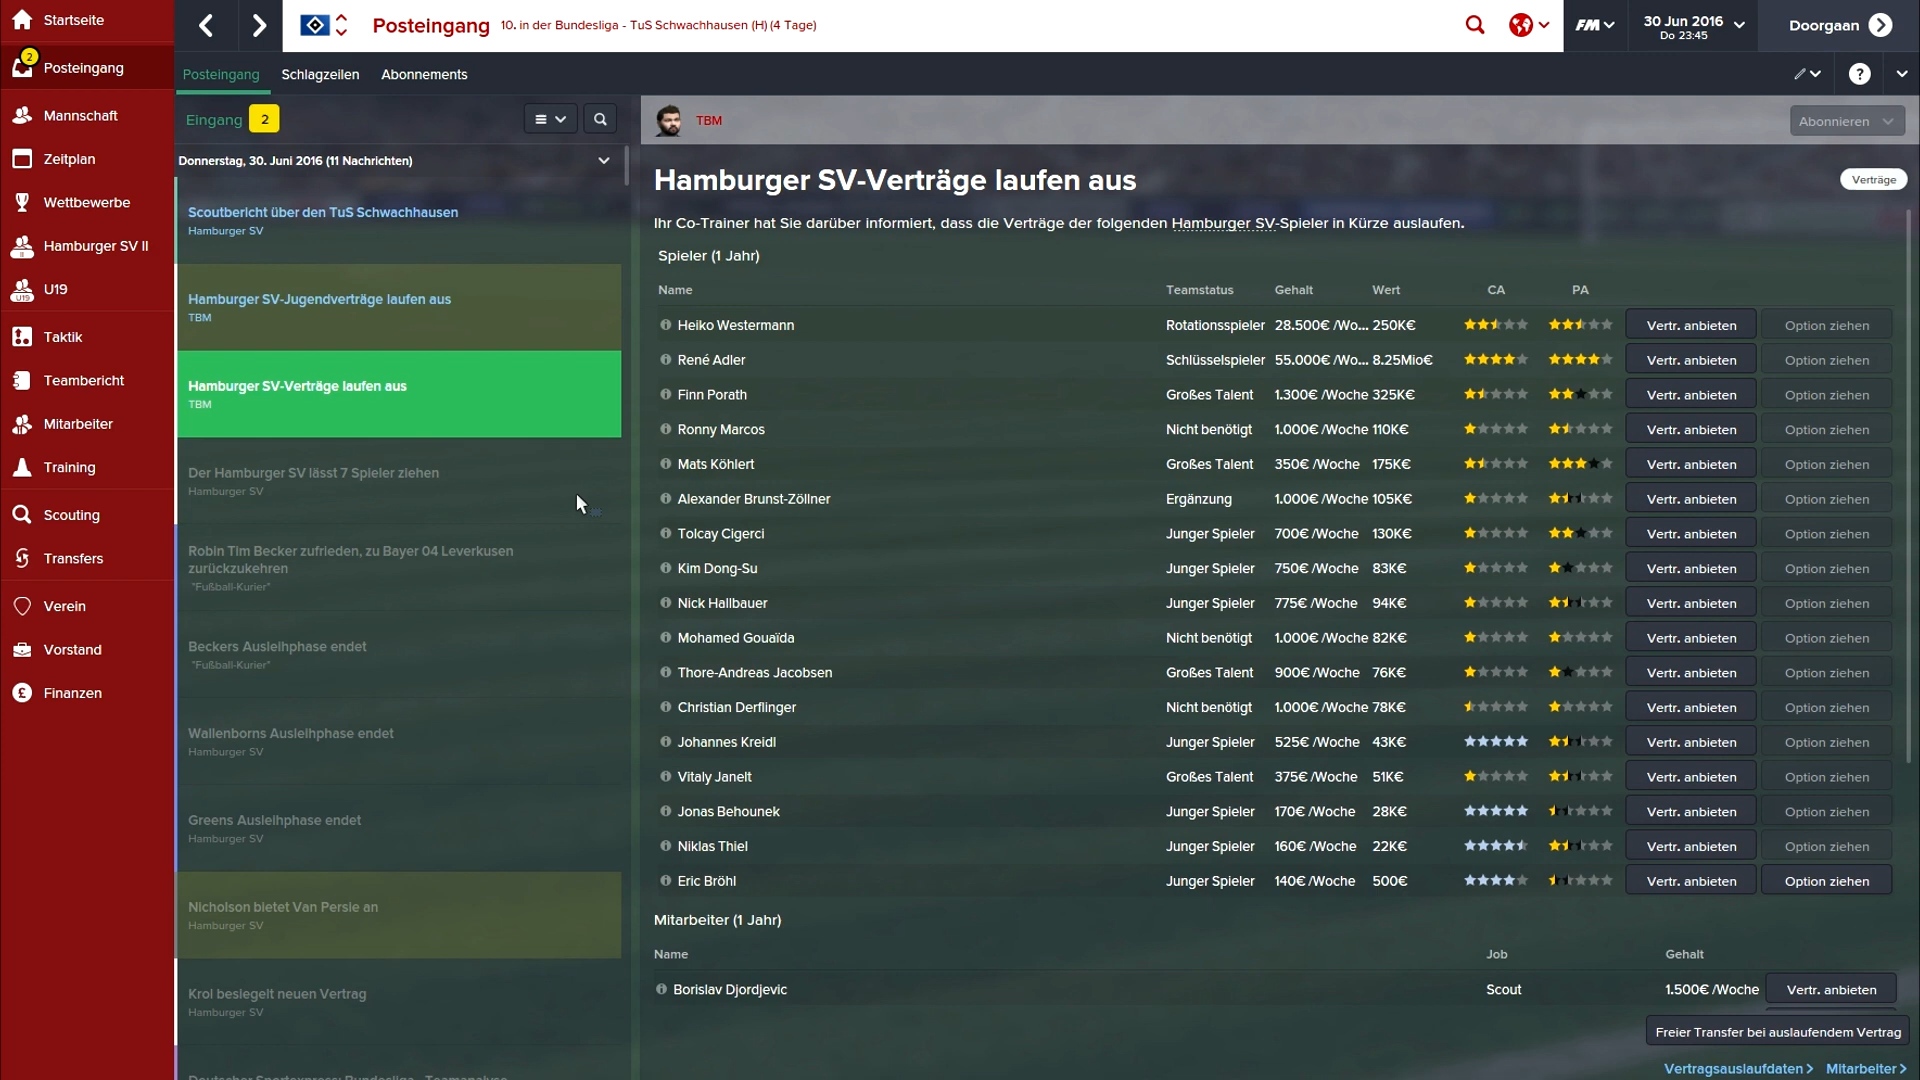 Startseite
2
Posteingang
Mannschaft
Zeitplan
Wettbewerbe
II
Hamburger SV II
U19
U19
Taktik
Teambericht
Mitarbeiter
Training
Scouting
Transfers
Verein
Vorstand
Finanzen
Posteingang 10. in der Bundesliga - TuS Schwachhausen (H) (4 Tage)
FM
30 Jun 2016
Do 23:45
Doorgaan
Posteingang Schlagzeilen Abonnements
?
Eingang 2
Donnerstag, 30. Juni 2016 (11 Nachrichten)
Scoutbericht über den TuS Schwachhausen
Hamburger SV
Hamburger SV-Jugendverträge laufen aus
TBM
Hamburger SV-Verträge laufen aus
TBM
Der Hamburger SV lässt 7 Spieler ziehen
Hamburger SV
Robin Tim Becker zufrieden, zu Bayer 04 Leverkusen
zurückzukehren
"Fußball-Kurier"
Beckers Ausleihphase endet
"Fußball-Kurier"
Wallenborns Ausleihphase endet
Hamburger SV
Greens Ausleihphase endet
Hamburger SV
Nicholson bietet Van Persie an
Hamburger SV
Krol besiegelt neuen Vertrag
Hamburger SV
Deutscher Sportexpress: Bundesliga - Teamanalyse
TBM
Abonnieren
Hamburger SV-Verträge laufen aus
Verträge
Ihr Co-Trainer hat Sie darüber informiert, dass die Verträge der folgenden Hamburger SV-Spieler in Kürze auslaufen.
Spieler (1 Jahr)
Name Teamstatus Gehalt Wert CA PA
Heiko Westermann Rotationsspieler 28.500€ /Wo... 250K€ Vertr. anbieten Option ziehen
René Adler Schlüsselspieler 55.000€ /Wo... 8.25Mio€ Vertr. anbieten Option ziehen
Finn Porath Großes Talent 1.300€ /Woche 325K€ Vertr. anbieten Option ziehen
Ronny Marcos Nicht benötigt 1.000€ /Woche 110K€ Vertr. anbieten Option ziehen
Mats Köhlert Großes Talent 350€ /Woche 175K€ Vertr. anbieten Option ziehen
Alexander Brunst-Zöllner Ergänzung 1.000€ /Woche 105K€ Vertr. anbieten Option ziehen
Tolcay Cigerci Junger Spieler 700€ /Woche 130K€ Vertr. anbieten Option ziehen
Kim Dong-Su Junger Spieler 750€ /Woche 83K€ Vertr. anbieten Option ziehen
Nick Hallbauer Junger Spieler 775€ /Woche 94K€ Vertr. anbieten Option ziehen
Mohamed Gouaïda Nicht benötigt 1.000€ /Woche 82K€ Vertr. anbieten Option ziehen
Thore-Andreas Jacobsen Großes Talent 900€ /Woche 76K€ Vertr. anbieten Option ziehen
Christian Derflinger Nicht benötigt 1.000€ /Woche 78K€ Vertr. anbieten Option ziehen
Johannes Kreidl Junger Spieler 525€ /Woche 43K€ Vertr. anbieten Option ziehen
Vitaly Janelt Großes Talent 375€ /Woche 51K€ Vertr. anbieten Option ziehen
Jonas Behounek Junger Spieler 170€ /Woche 28K€ Vertr. anbieten Option ziehen
Niklas Thiel Junger Spieler 160€ /Woche 22K€ Vertr. anbieten Option ziehen
Eric Bröhl Junger Spieler 140€ /Woche 500€ Vertr. anbieten Option ziehen
Mitarbeiter (1 Jahr)
Name Job Gehalt
Borislav Djordjevic Scout 1.500€ /Woche Vertr. anbieten
Freier Transfer bei auslaufendem Vertrag
Vertragsauslaufdaten> Mitarbeiter>